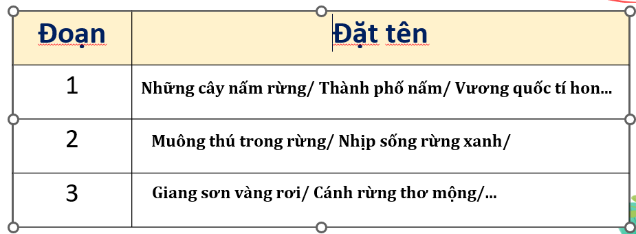 Đoạn Đặt tên
1 Những cây nấm rừng/ Thành phố nấm/ Vương quốc tí hon...
2 Muông thú trong rừng/ Nhịp sống rừng xanh/
3 Giang sơn vàng rơi/ Cánh rừng thơ mộng/...